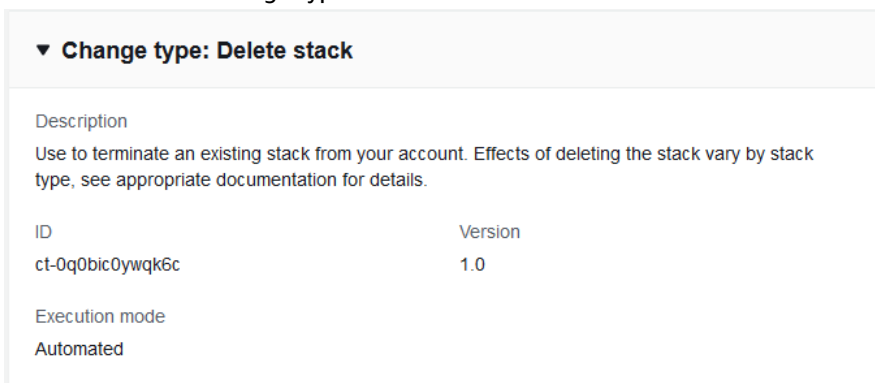 ▼ Change type: Delete stack
Description
Use to terminate an existing stack from your account. Effects of deleting the stack vary by stack
type, see appropriate documentation for details.
ID
Version
ct-0q0bic0ywqk6c
1.0
Execution mode
Automated